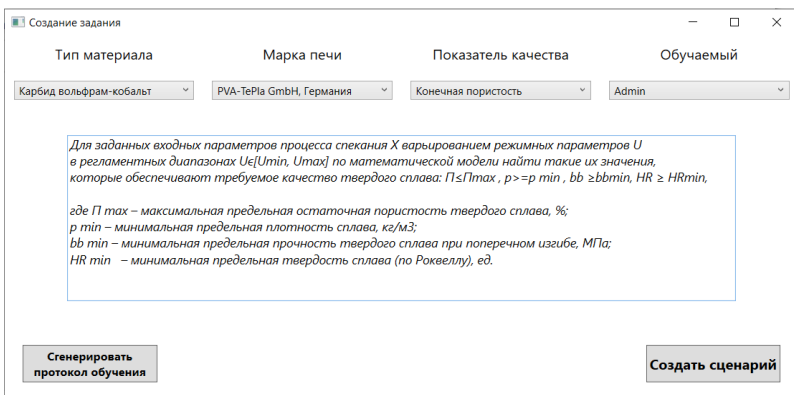 Создание задания
Тип материала Марка печи Показатель качества Обучаемый
Карбид вольфрам-кобальт PVA-TePla GmbH, Германия Конечная пористость Admin
Для заданных входных параметров процесса спекания X варьированием режимных параметров U
в регламентных диапазонах Uϵ[Umin, Umax] по математической модели найти такие их значения,
которые обеспечивают требуемое качество твердого сплава: П≤Пmax , p>=p min , bb ≥bbmin, HR ≥ HRmin,
где П max – максимальная предельная остаточная пористость твердого сплава, %;
p min – минимальная предельная плотность сплава, кг/м3;
bb min – минимальная предельная прочность твердого сплава при поперечном изгибе, МПа;
HR min – минимальная предельная твердость сплава (по Роквеллу), ед.
Сгенерировать
протокол обучения
Создать сценарий